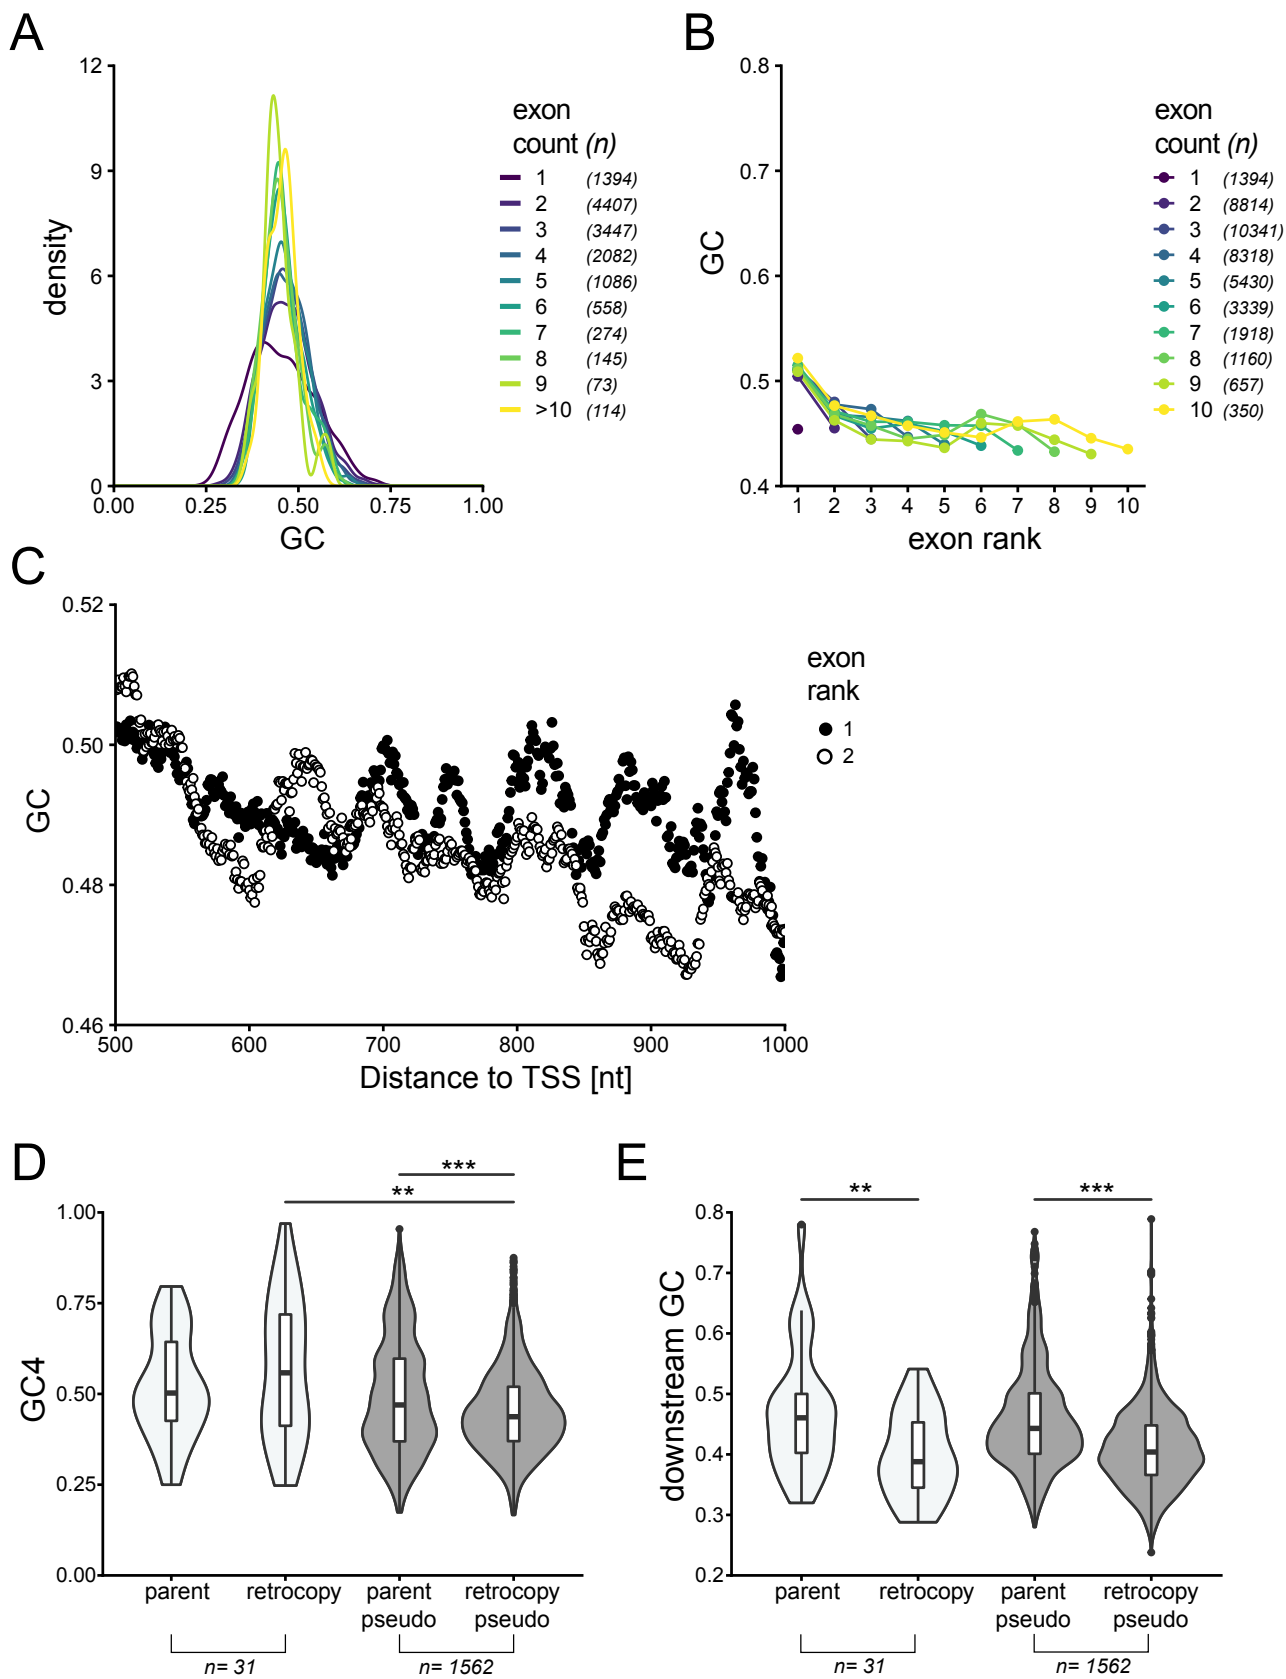 A
12
9
6
3
0
density
0.00
0.25
0.50
0.75
1.00
GC
exon
count (n)
1 (1394)
2 (4407)
3 (3447)
4 (2082)
5 (1086)
6 (558)
7 (274)
8 (145)
9 (73)
>10 (114)
B
0.8
0.7
0.6
0.5
0.4
GC
1 2 3 4 5 6 7 8 9 10
exon rank
exon
count (n)
1 (1394)
2 (8814)
3 (10341)
4 (8318)
5 (5430)
6 (3339)
7 (1918)
8 (1160)
9 (657)
10 (350)
C
0.52
0.50
0.48
0.46
GC
500 600 700 800 900 1000
Distance to TSS [nt]
exon
rank
1
2
D
***
**
1.00
0.75
0.50
0.25
0.00
GC4
parent retrocopy parent retrocopy
pseudo pseudo
n= 31 n= 1562
E
** ***
0.8
0.7
0.6
0.5
0.4
0.3
0.2
downstream GC
parent retrocopy parent retrocopy
pseudo pseudo
n= 31 n= 1562